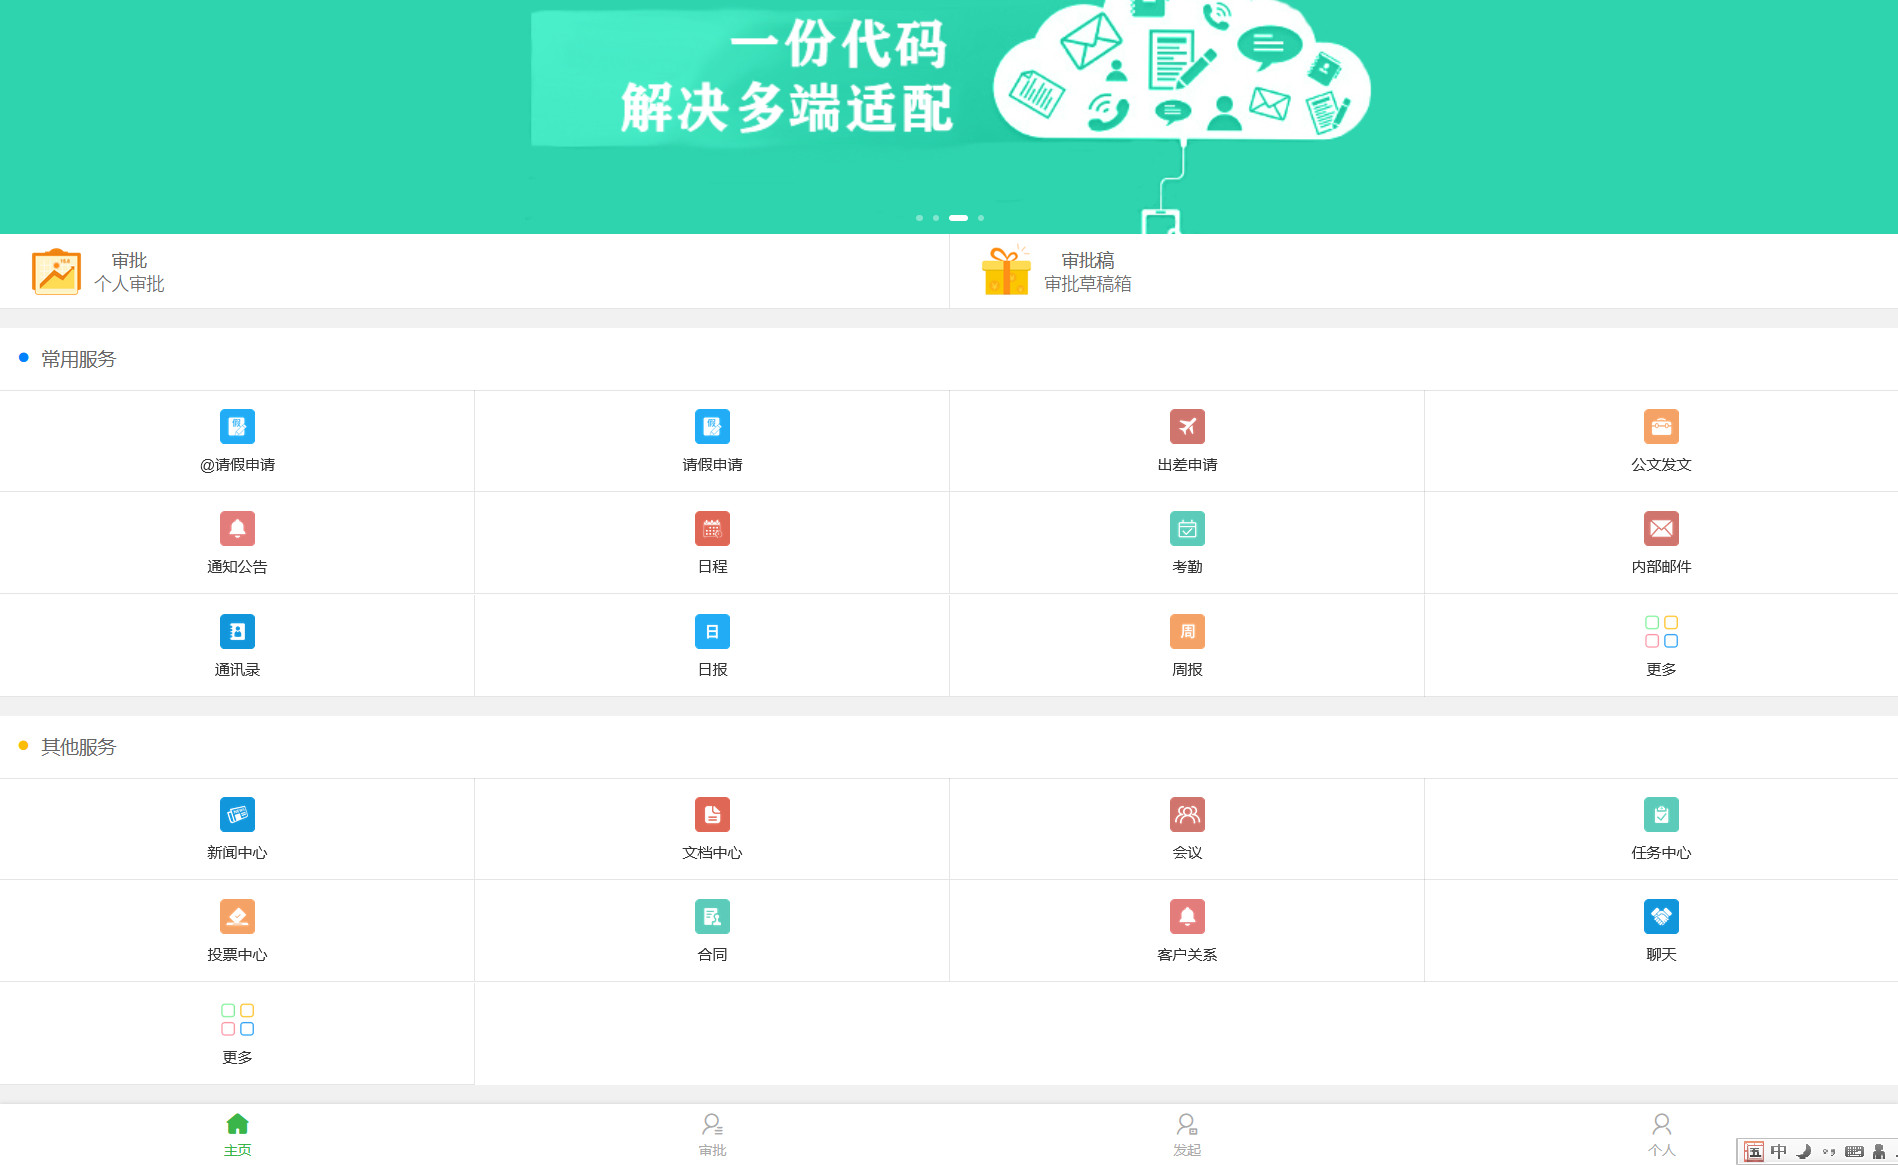 一份代码
解决多端适配
审批
个人审批
审批稿
审批草稿箱
常用服务
@请假申请
请假申请
出差申请
公文发文
通知公告
日程
考勤
内部邮件
通讯录
日报
周报
更多
其他服务
新闻中心
文档中心
会议
任务中心
投票中心
合同
客户关系
聊天
更多
主页
审批
发起
个人
五 中